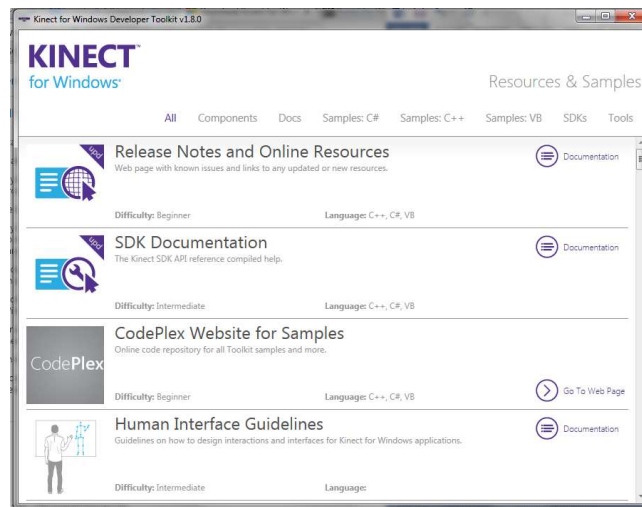 Kinect for Windows Developer Toolkit v1.8.0
KINECT™
for Windows®
Resources & Samples
All Components Docs Samples: C# Samples: C++ Samples: VB SDKs Tools
upd
Release Notes and Online Resources
Web page with known issues and links to any updated or new resources.
Documentation
Difficulty: Beginner Language: C++, C#, VB
upd
SDK Documentation
The Kinect SDK API reference compiled help.
Documentation
Difficulty: Intermediate Language: C++, C#, VB
CodePlex
CodePlex Website for Samples
Online code repository for all Toolkit samples and more.
Difficulty: Beginner Language: C++, C#, VB
Go To Web Page
Human Interface Guidelines
Guidelines on how to design interactions and interfaces for Kinect for Windows applications.
Documentation
Difficulty: Intermediate Language: